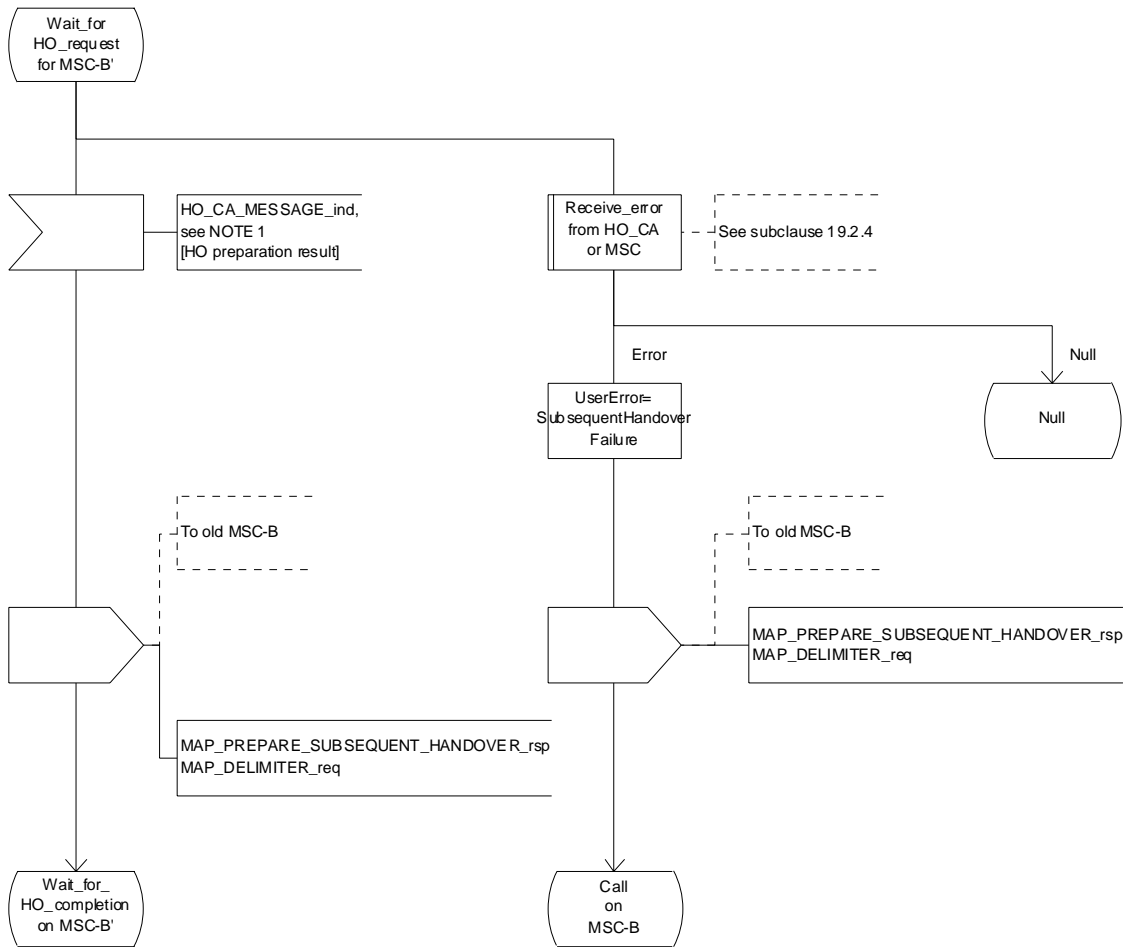 Wait_for
HO_request
for MSC-B'
HO_CA_MESSAGE_ind,
see NOTE 1
[HO preparation result]
Receive_error
from HO_CA
or MSC
See subclause 19.2.4
Error
Null
UserError=
SubsequentHandover
Failure
Null
To old MSC-B
To old MSC-B
MAP_PREPARE_SUBSEQUENT_HANDOVER_rsp
MAP_DELIMITER_req
MAP_PREPARE_SUBSEQUENT_HANDOVER_rsp
MAP_DELIMITER_req
Wait_for_
HO_completion
on MSC-B'
Call
on
MSC-B